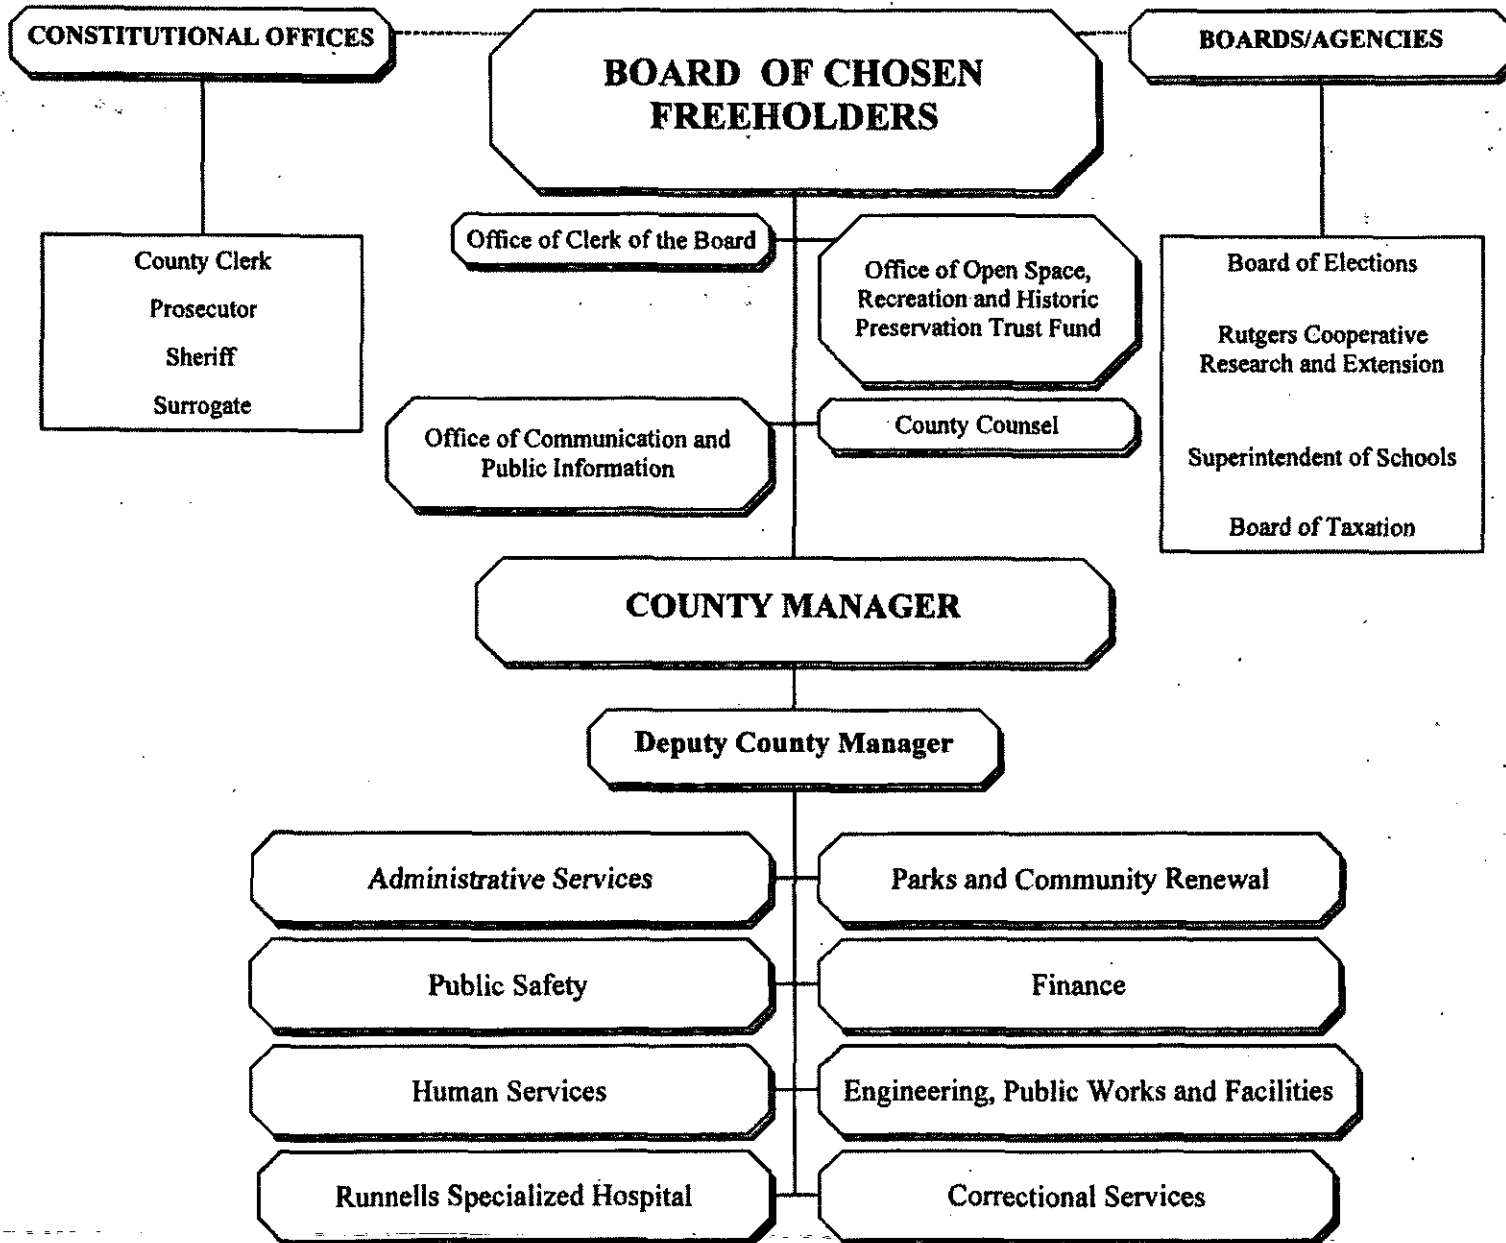 CONSTITUTIONAL OFFICES
BOARD OF CHOSEN
FREEHOLDERS
BOARDS/AGENCIES
County Clerk
Prosecutor
Sheriff
Surrogate
Office of Clerk of the Board
Office of Open Space,
Recreation and Historic
Preservation Trust Fund
Office of Communication and
Public Information
County Counsel
Board of Elections
Rutgers Cooperative
Research and Extension
Superintendent of Schools
Board of Taxation
COUNTY MANAGER
Deputy County Manager
Administrative Services
Parks and Community Renewal
Public Safety
Finance
Human Services
Engineering, Public Works and Facilities
Runnells Specialized Hospital
Correctional Services